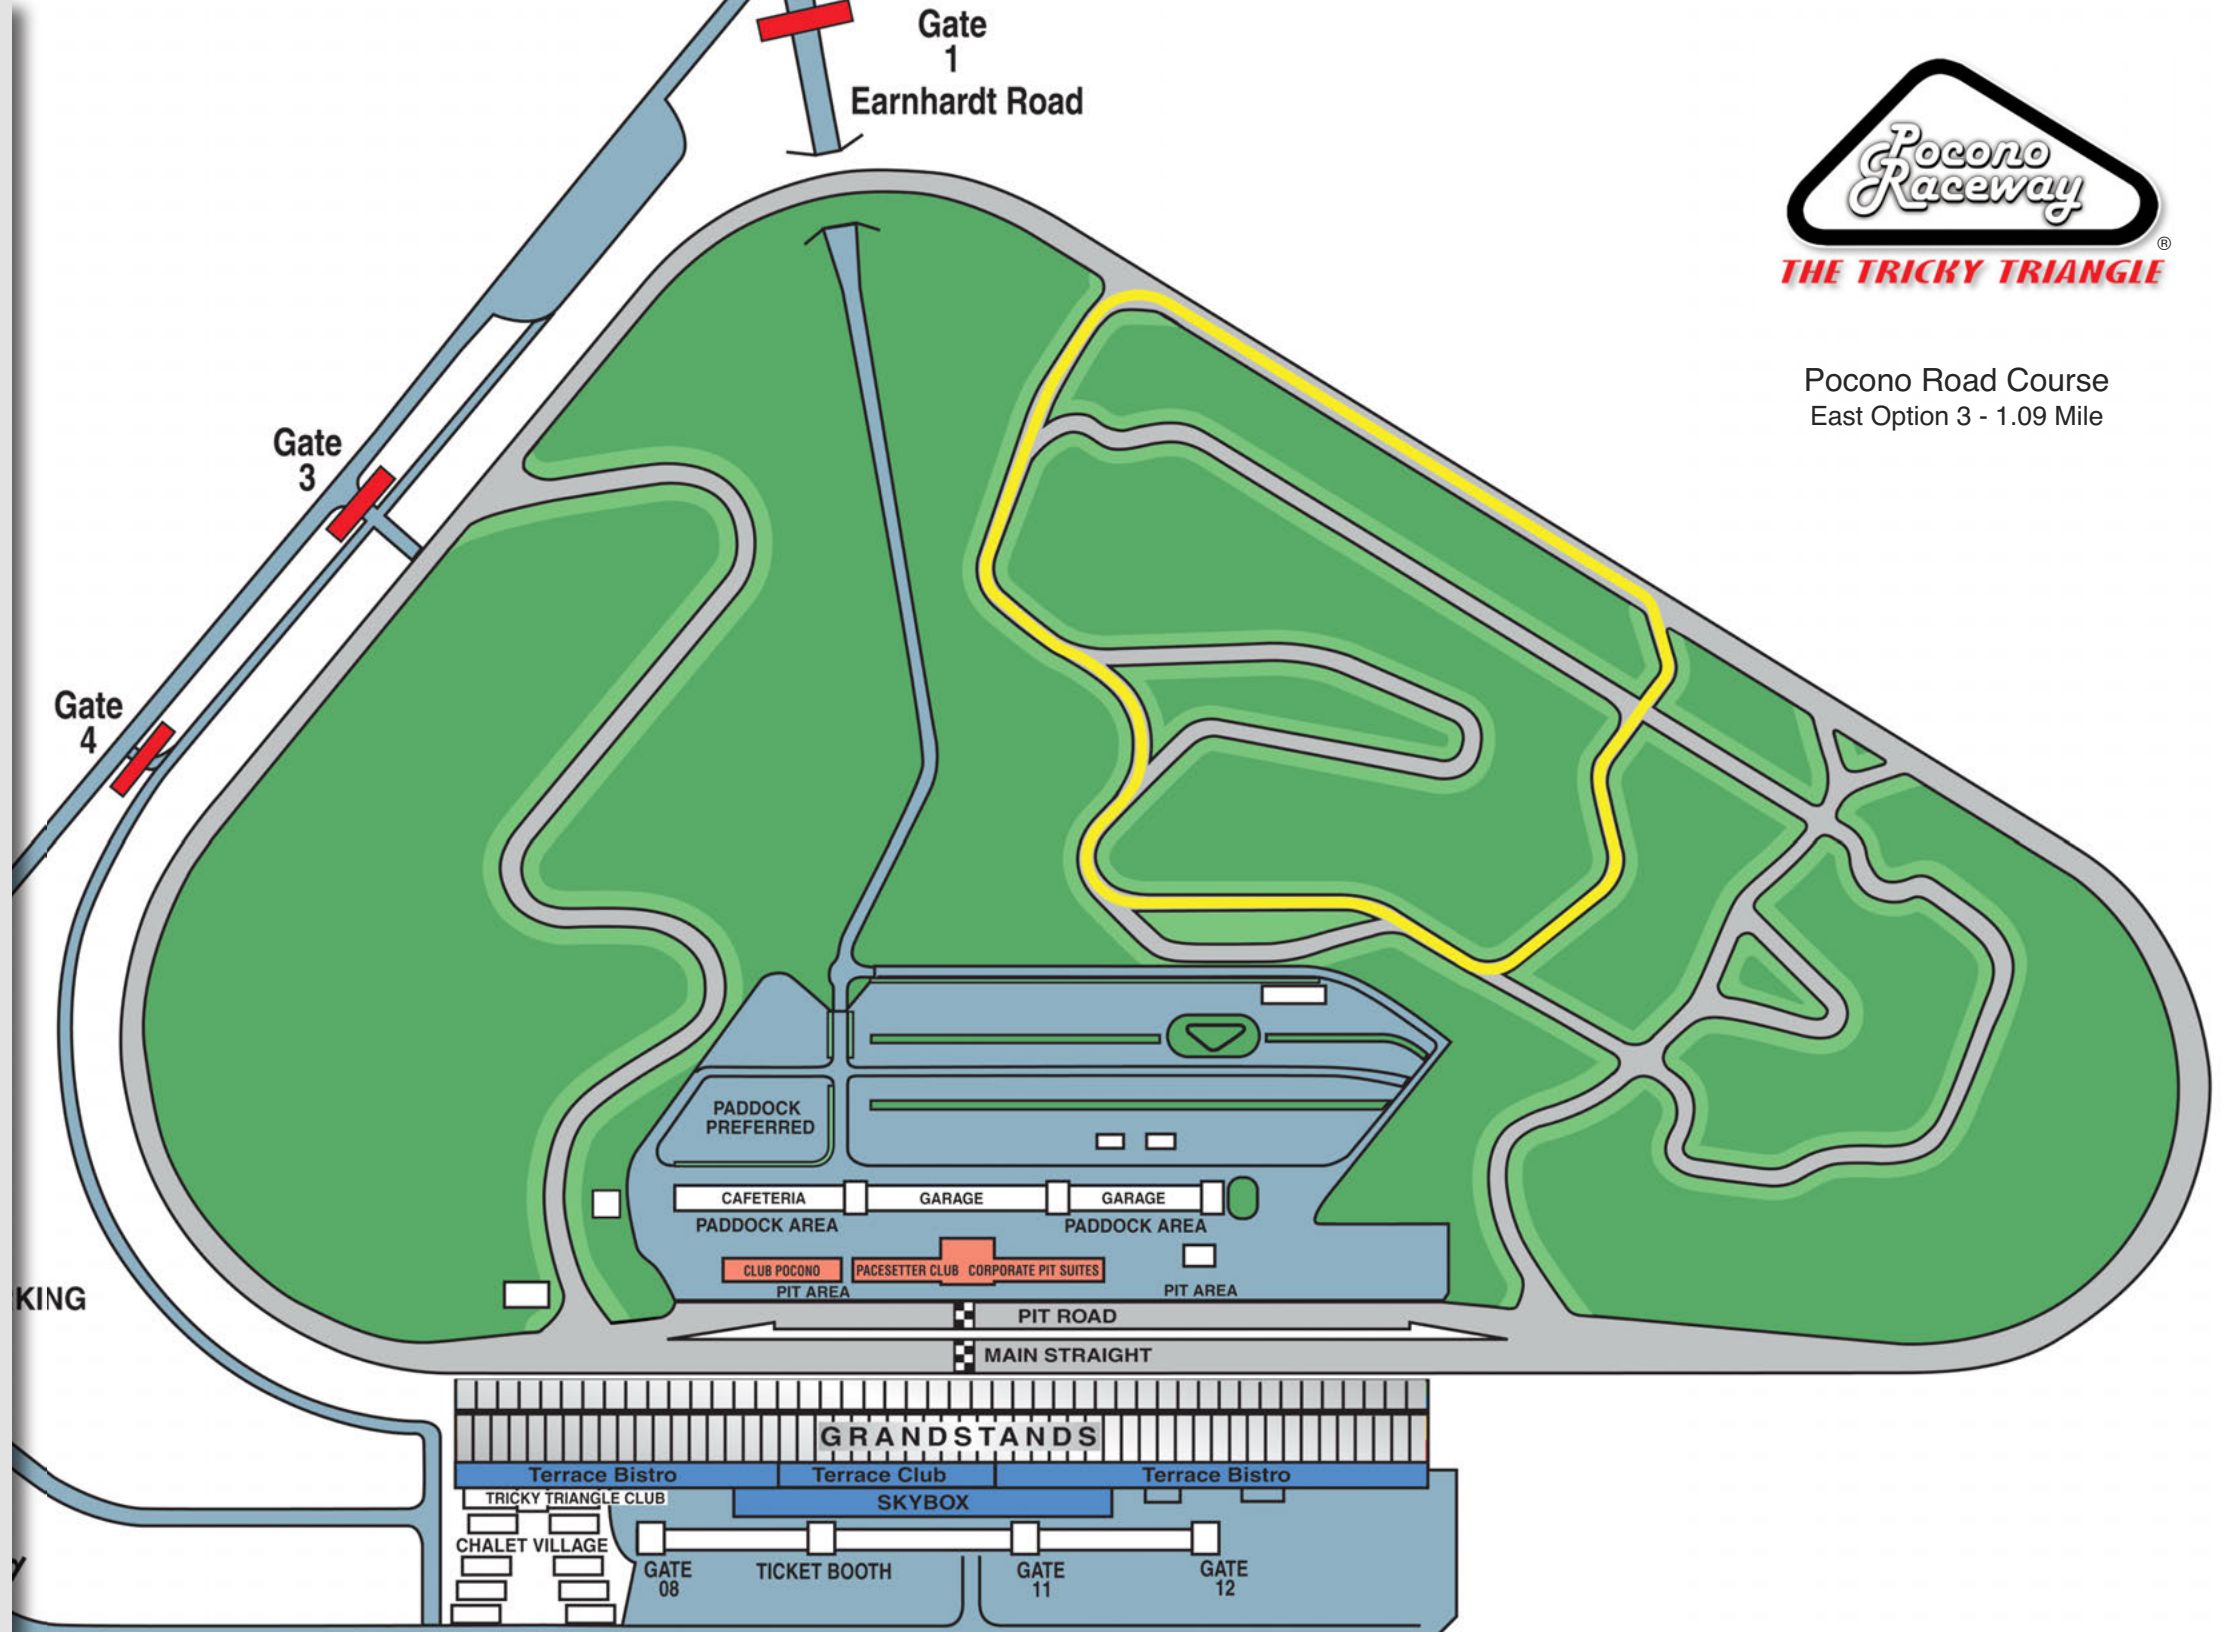 Gate
1
Earnhardt Road
Pocono
Raceway
®
THE TRICKY TRIANGLE
Pocono Road Course
East Option 3 - 1.09 Mile
Gate
3
Gate
4
PADDOCK
PREFERRED
CAFETERIA
GARAGE
GARAGE
PADDOCK AREA
PADDOCK AREA
CLUB POCONO
PACESETTER CLUB CORPORATE PIT SUITES
PIT AREA
PIT AREA
KING
PIT ROAD
MAIN STRAIGHT
GRANDSTANDS
Terrace Bistro
Terrace Club
Terrace Bistro
TRICKY TRIANGLE CLUB
SKYBOX
CHALET VILLAGE
GATE
08
TICKET BOOTH
GATE
11
GATE
12